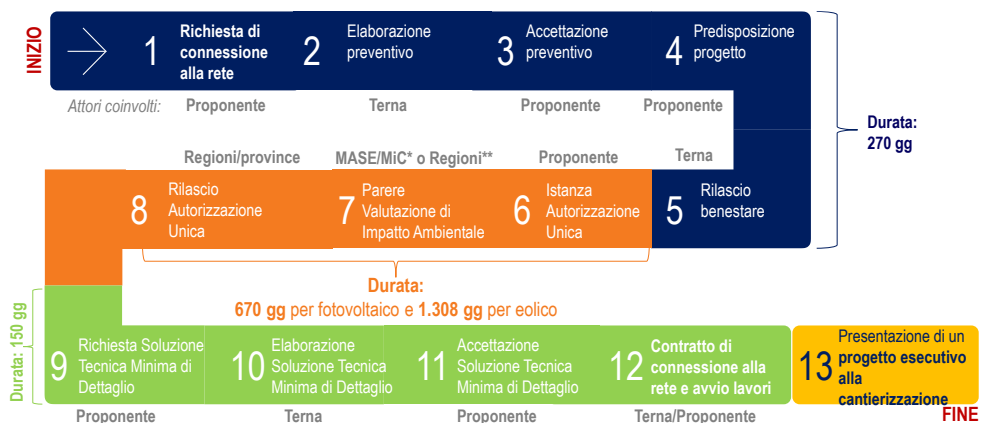 INIZIO
1
Richiesta di
connessione
alla rete
2
Elaborazione
preventivo
3
Accettazione
preventivo
4
Predisposizione
progetto
Attori coinvolti:
Proponente
Terna
Proponente
Proponente
Durata:
270 gg
Regioni/province
MASE/MiC* o Regioni**
Proponente
Terna
8
Rilascio
Autorizzazione
Unica
7
Parere
Valutazione di
Impatto Ambientale
6
Istanza
Autorizzazione
Unica
5
Rilascio
benestare
Durata:
670 gg per fotovoltaico e 1.308 gg per eolico
Durata: 150 gg
9
Richiesta Soluzione
Tecnica Minima di
Dettaglio
10
Elaborazione
Soluzione Tecnica
Minima di Dettaglio
11
Accettazione
Soluzione Tecnica
Minima di Dettaglio
12
Contratto di
connessione alla
rete e avvio lavori
13
Presentazione di un
progetto esecutivo
alla
cantierizzazione
Proponente
Terna
Proponente
Terna/Proponente
FINE